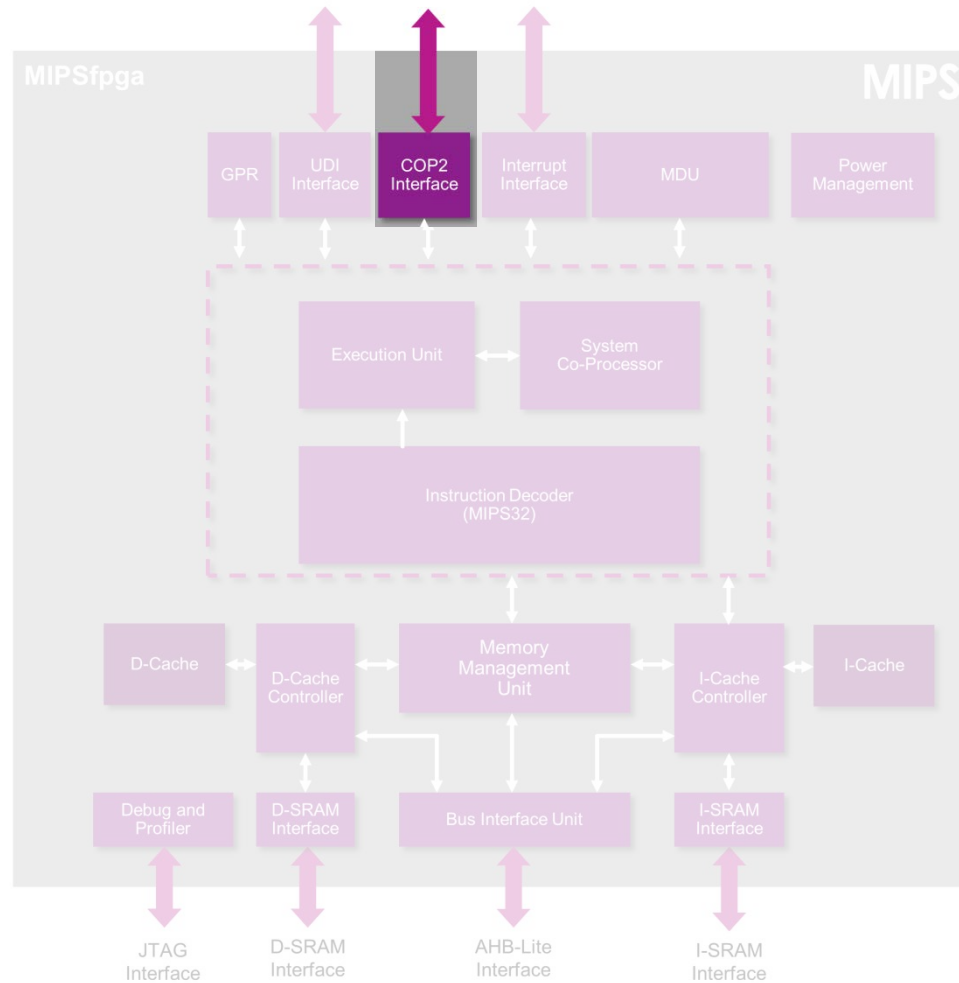 MIPSfpga
MIPS
GPR
UDI
Interface
COP2
Interface
Interrupt
Interface
MDU
Power
Management
Execution Unit
System
Co-Processor
Instruction Decoder
(MIPS32)
D-Cache
D-Cache
Controller
Memory
Management
Unit
I-Cache
Controller
I-Cache
Debug and
Profiler
D-SRAM
Interface
Bus Interface Unit
I-SRAM
Interface
JTAG
Interface
D-SRAM
Interface
AHB-Lite
Interface
I-SRAM
Interface